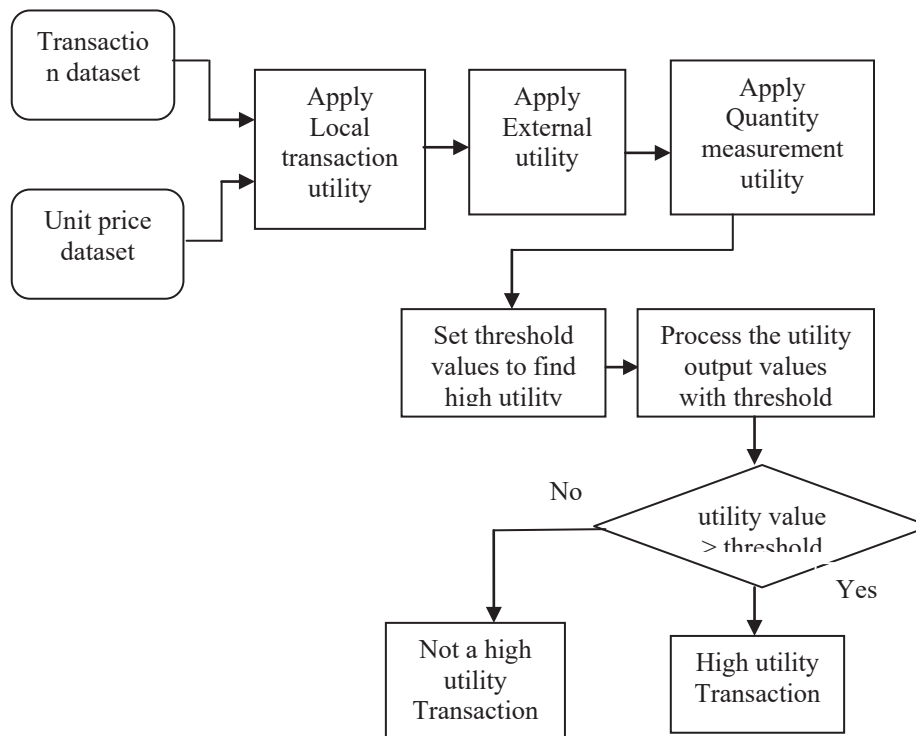 Transactio
n dataset
Unit price
dataset
Apply
Local
transaction
utility
Apply
External
utility
Apply
Quantity
measurement
utility
Set threshold
values to find
high utility
Process the utility
output values
with threshold
utility value
> threshold
No
Yes
Not a high
utility
Transaction
High utility
Transaction